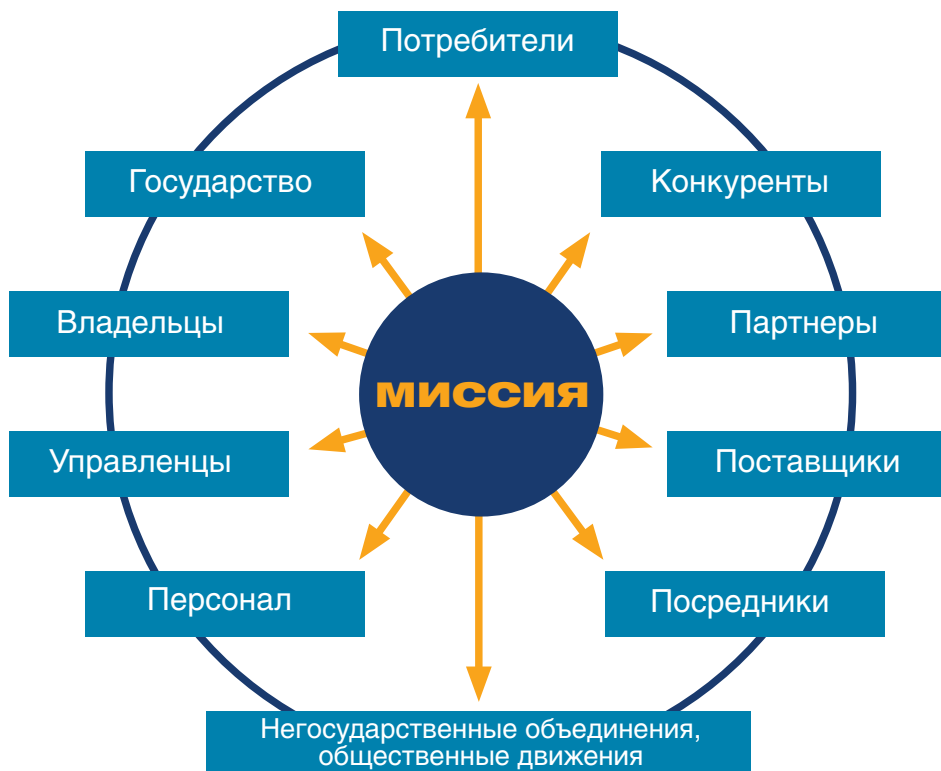 Потребители
Государство
Конкуренты
Владельцы
Партнеры
миссия
Управленцы
Поставщики
Персонал
Посредники
Негосударственные объединения,
общественные движения